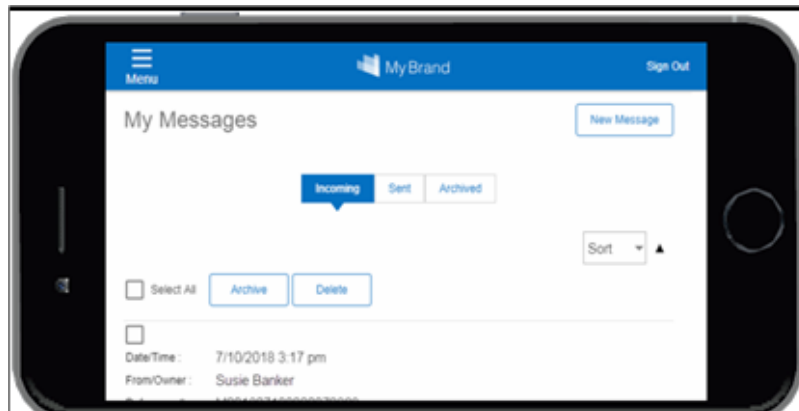 Menu
MyBrand
Sign Out
My Messages
New Message
Incoming Sent Archived
Sort
Select All Archive Delete
Date/Time : 7/10/2018 3:17 pm
From/Owner : Susie Banker